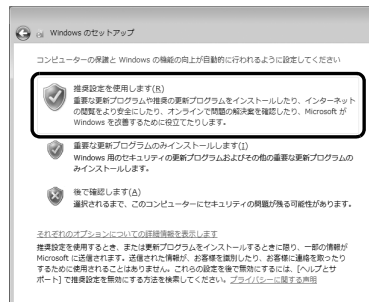 Windows のセットアップ
コンピューターの保護と Windows の機能の向上が自動的に行われるように設定してください
推奨設定を使用します(R)
重要な更新プログラムや推奨の更新プログラムをインストールしたり、インターネット
の閲覧をより安全にしたり、オンラインで問題の解決策を確認したり、Microsoft が
Windows を改善するために役立てたりします。
重要な更新プログラムのみインストールします(I)
Windows 用のセキュリティの更新プログラムおよびその他の重要な更新プログラムの
みインストールします。
後で確認します(A)
選択されるまで、このコンピューターにセキュリティの問題が残る可能性があります。
それぞれのオプションについての詳細情報を表示します
推奨設定を使用するとき、または更新プログラムをインストールするときに限り、一部の情報が
Microsoft に送信されます。送信された情報が、お客様を識別したり、お客様に連絡を取ったり
するために使用されることはありません。これらの設定を後で無効にするには、[ヘルプとサ
ポート] で推奨設定を無効にする方法を検索してください。プライバシーに関する声明